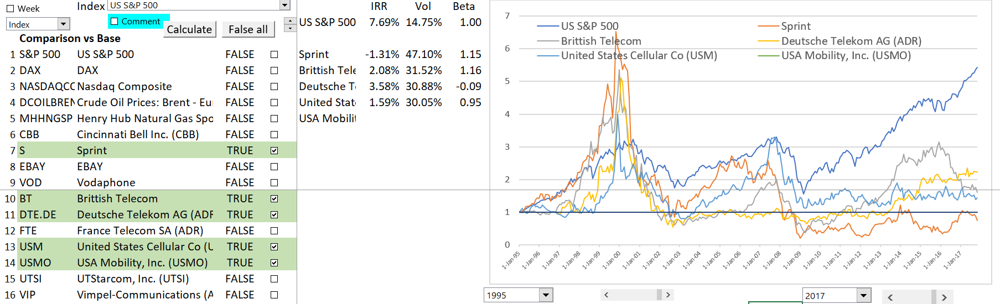 Week
Index US S&P 500
Index
Comment
Calculate
False all
Comparison vs Base
1 S&P 500 US S&P 500 FALSE
2 DAX DAX FALSE
3 NASDAQCC Nasdaq Composite FALSE
4 DCOILBREN Crude Oil Prices: Brent - Eu FALSE
5 MHHNGSP Henry Hub Natural Gas Spo FALSE
6 CBB Cincinnati Bell Inc. (CBB) FALSE
7 S Sprint TRUE
8 EBAY EBAY FALSE
9 VOD Vodaphone FALSE
10 BT Brittish Telecom TRUE
11 DTE.DE Deutsche Telekom AG (ADR TRUE
12 FTE France Telecom SA (ADR) FALSE
13 USM United States Cellular Co (U TRUE
14 USMO USA Mobility, Inc. (USMO) TRUE
15 UTSI UTStarcom, Inc. (UTSI) FALSE
16 VIP Vimpel-Communications (A FALSE
IRR Vol Beta
US S&P 500 7.69% 14.75% 1.00
Sprint -1.31% 47.10% 1.15
Brittish Tele 2.08% 31.52% 1.16
Deutsche T 3.58% 30.88% -0.09
United Stat 1.59% 30.05% 0.95
USA Mobilit
US S&P 500
Sprint
Brittish Telecom
Deutsche Telekom AG (ADR)
United States Cellular Co (USM)
USA Mobility, Inc. (USMO)
7
6
5
4
3
2
1
0
1-Jan-95
1-Jan-96
1-Jan-97
1-Jan-98
1-Jan-99
1-Jan-00
1-Jan-01
1-Jan-02
1-Jan-03
1-Jan-04
1-Jan-05
1-Jan-06
1-Jan-07
1-Jan-08
1-Jan-09
1-Jan-10
1-Jan-11
1-Jan-12
1-Jan-13
1-Jan-14
1-Jan-15
1-Jan-16
1-Jan-17
1995
2017